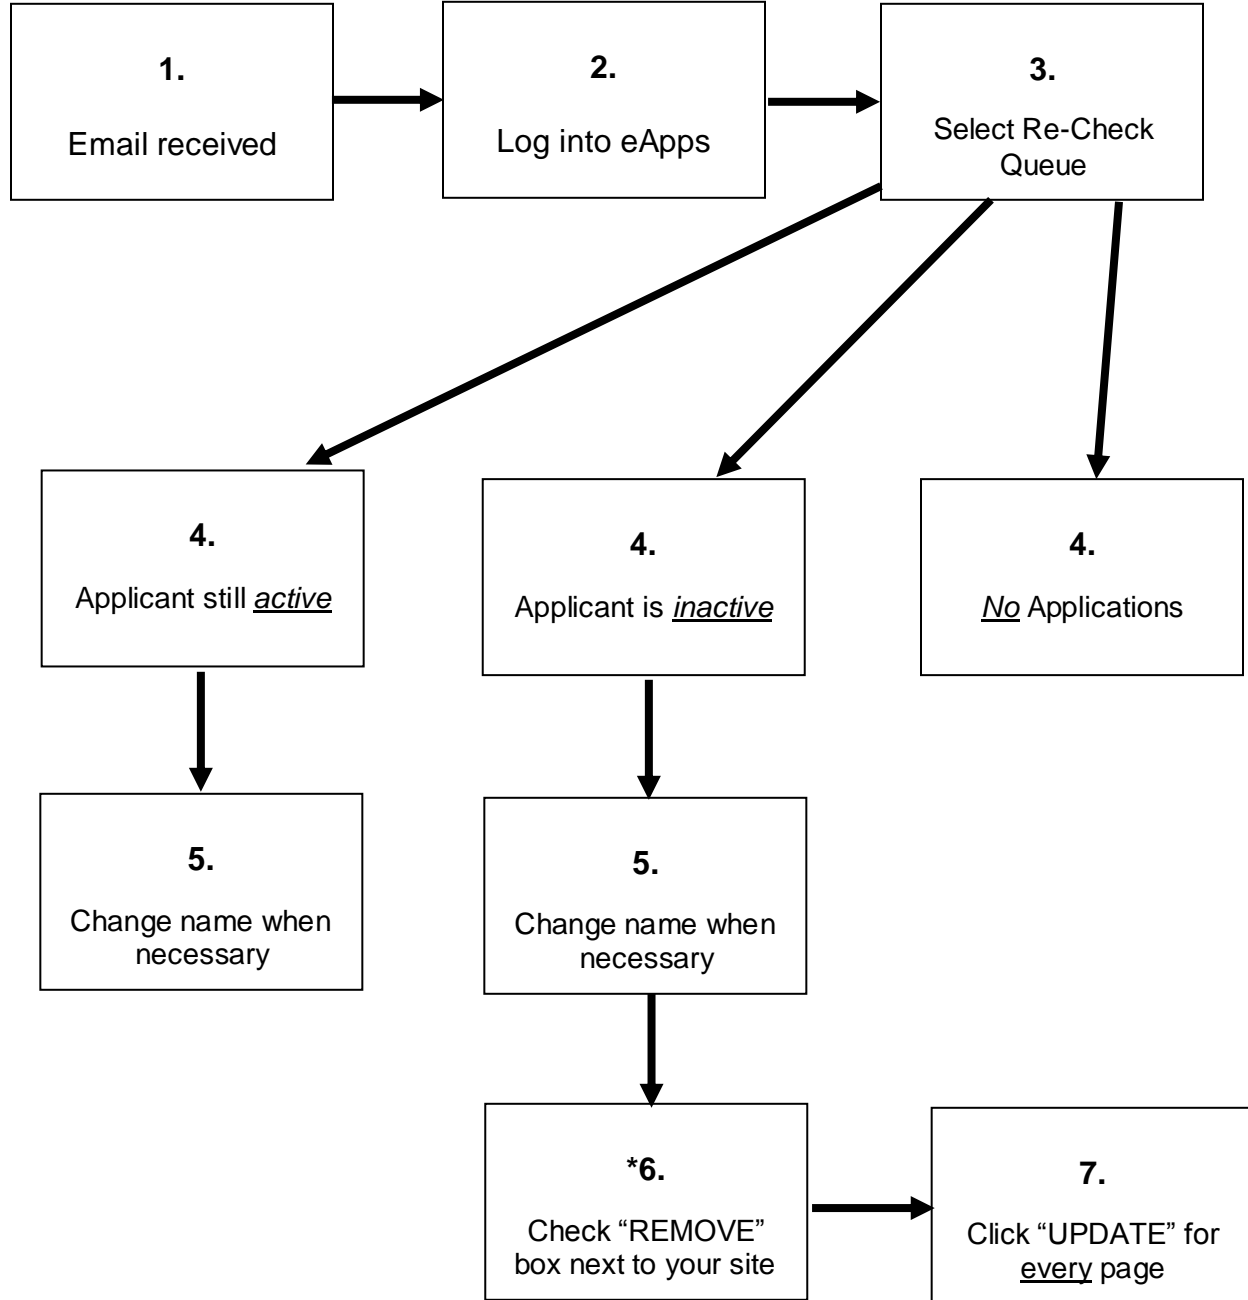 1.
Email received
2.
Log into eApps
3.
Select Re-Check
Queue
4.
Applicant still active
4.
Applicant is inactive
4.
No Applications
5.
Change name when
necessary
5.
Change name when
necessary
*6.
Check “REMOVE”
box next to your site
7.
Click “UPDATE” for
every page